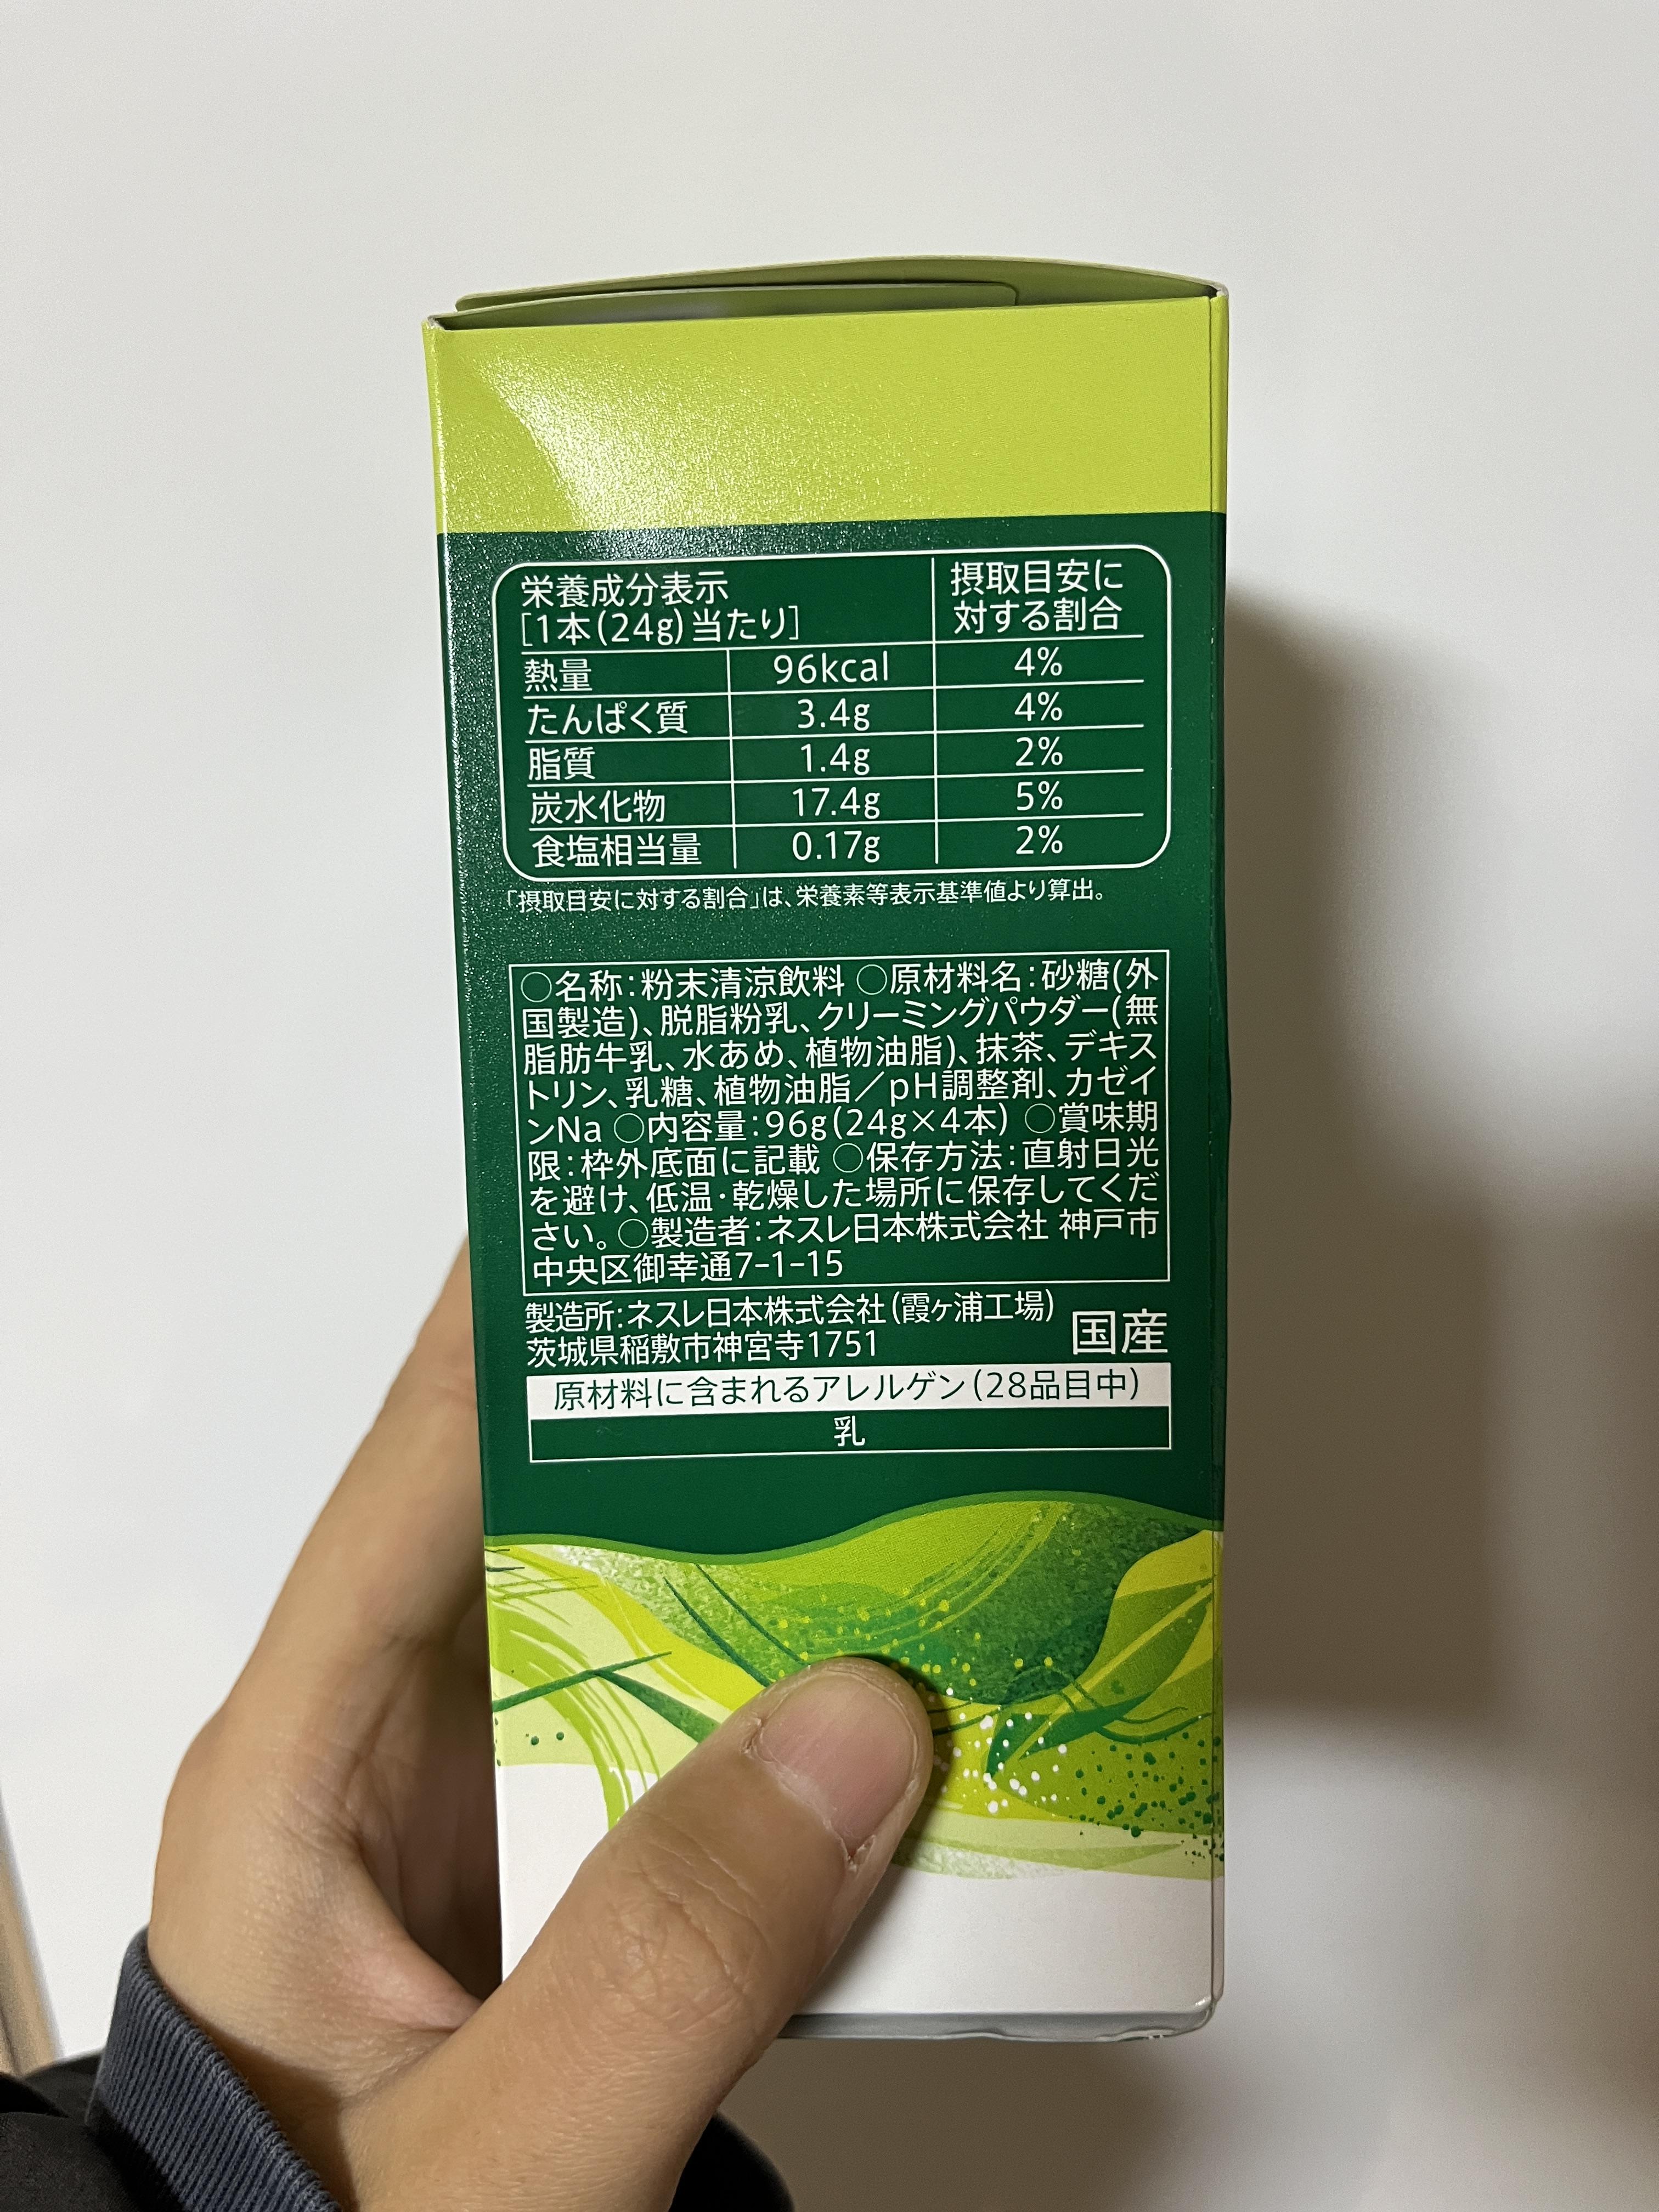 栄養成分表示
[1本(24g)当たり]
摂取目安に
対する割合
熱量 96kcal 4%
たんぱく質 3.4g 4%
脂質 1.4g 2%
炭水化物 17.4g 5%
食塩相当量 0.17g 2%
「摂取目安に対する割合」は、栄養素等表示基準値より算出。
○名称:粉末清涼飲料 ○原材料名:砂糖(外
国製造)、脱脂粉乳、クリーミングパウダー(無
脂肪牛乳、水あめ、植物油脂)、抹茶、デキス
トリン、乳糖、植物油脂/pH調整剤、カゼイ
ンNa ○内容量:96g(24g×4本) ○賞味期
限:枠外底面に記載 ○保存方法:直射日光
を避け、低温・乾燥した場所に保存してくだ
さい。○製造者:ネスレ日本株式会社 神戸市
中央区御幸通7-1-15
製造所:ネスレ日本株式会社(霞ヶ浦工場)
茨城県稲敷市神宮寺1751
国産
原材料に含まれるアレルゲン(28品目中)
乳